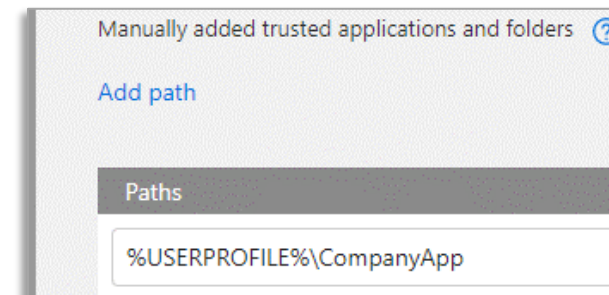 Manually added trusted applications and folders
Add path
Paths
%USERPROFILE%\CompanyApp